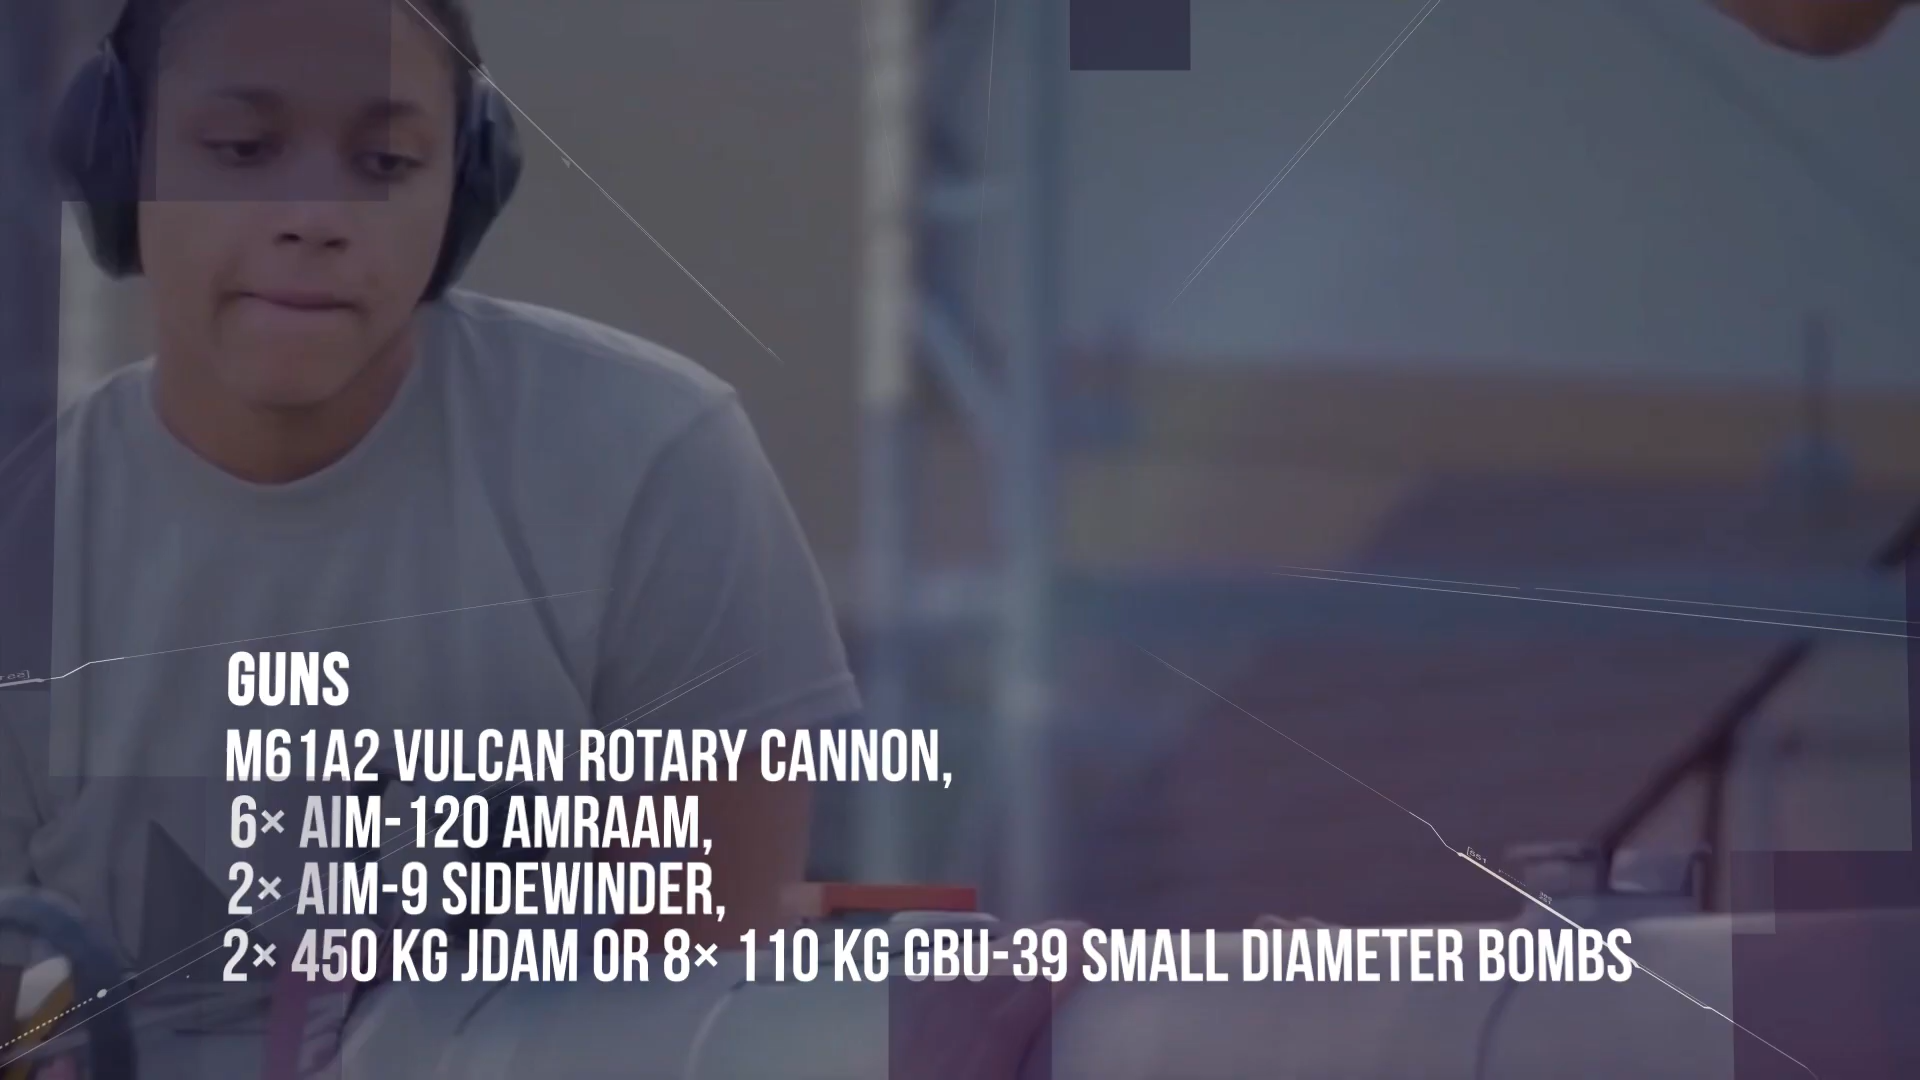 GUNS
M61A2 VULCAN ROTARY CANNON,
6× AIM-120 AMRAAM,
2× AIM-9 SIDEWINDER,
2× 450 KG JDAM OR 8× 110 KG GBU-39 SMALL DIAMETER BOMBS